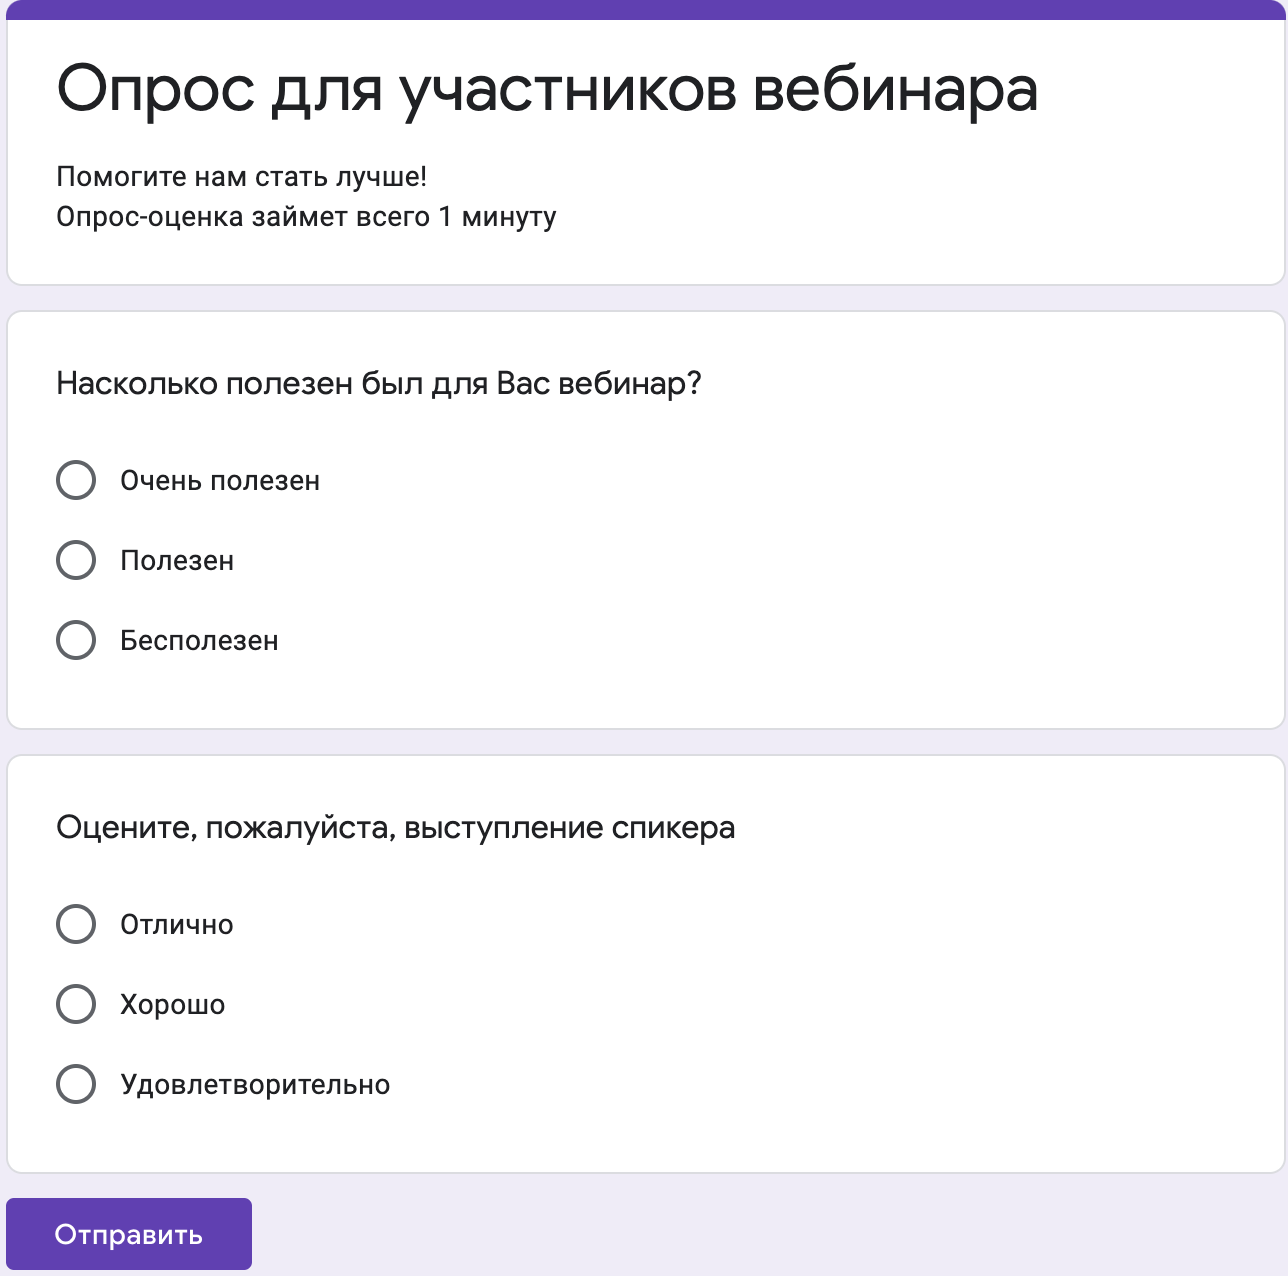 Опрос для участников вебинара
Помогите нам стать лучше!
Опрос-оценка займет всего 1 минуту
Насколько полезен был для Вас вебинар?
Очень полезен
Полезен
Бесполезен
Оцените, пожалуйста, выступление спикера
Отлично
Хорошо
Удовлетворительно
Отправить